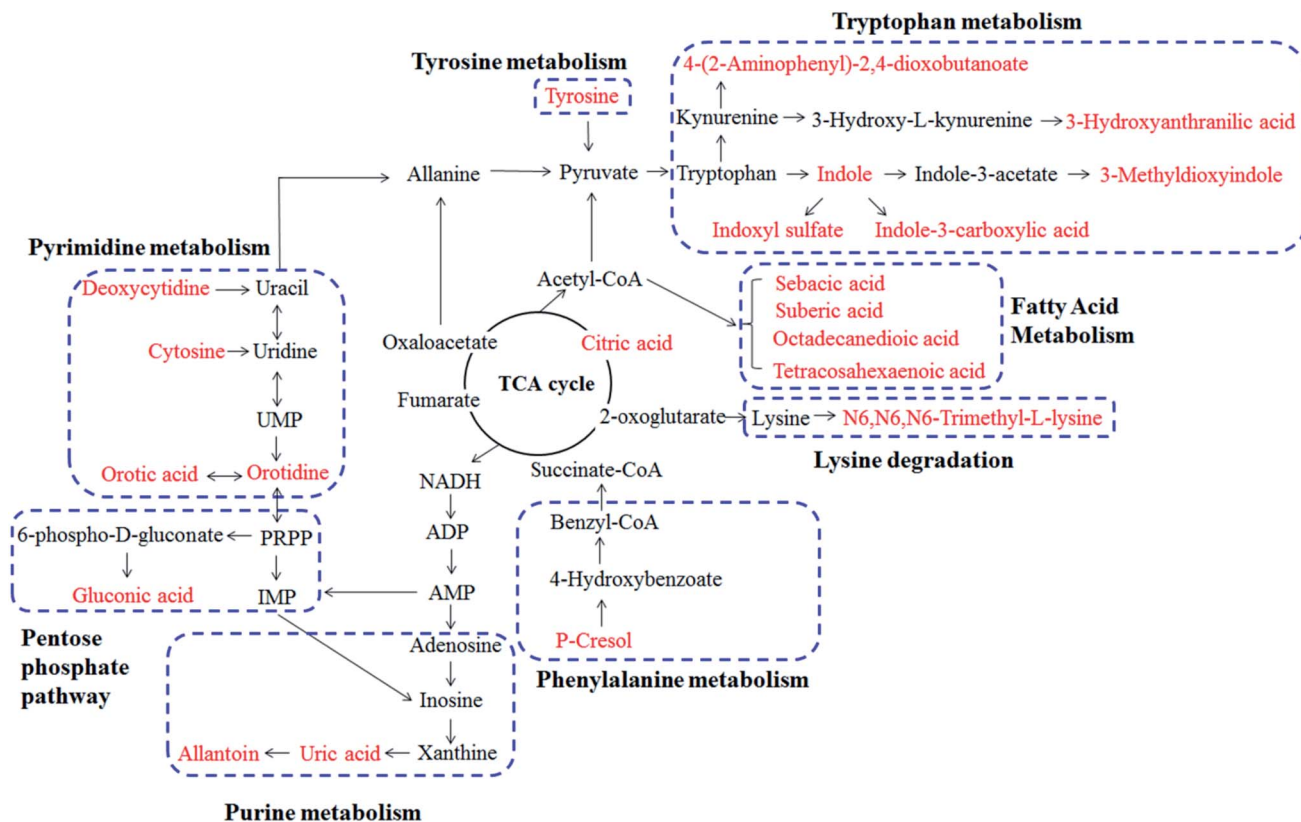 Tryptophan metabolism
4-(2-Aminophenyl)-2,4-dioxobutanoate
Kynurenine
3-Hydroxy-L-kynurenine
3-Hydroxyanthranilic acid
Tryptophan
Indole
Indole-3-acetate
3-Methyldioxyindole
Indoxyl sulfate
Indole-3-carboxylic acid
Tyrosine metabolism
Tyrosine
Allanine
Pyruvate
Pyrimidine metabolism
Deoxycytidine
Uracil
Cytosine
Uridine
UMP
Orotic acid
Orotidine
Acetyl-CoA
Oxaloacetate
Citric acid
TCA cycle
Fumarate
2-oxoglutarate
Succinate-CoA
NADH
ADP
AMP
Sebacic acid
Suberic acid
Octadecanedioic acid
Tetracosahexaenoic acid
Fatty Acid
Metabolism
Lysine
N6,N6,N6-Trimethyl-L-lysine
Lysine degradation
Benzyl-CoA
4-Hydroxybenzoate
P-Cresol
Phenylalanine metabolism
6-phospho-D-gluconate
PRPP
Gluconic acid
IMP
Pentose
phosphate
pathway
Adenosine
Inosine
Allantoin
Uric acid
Xanthine
Purine metabolism